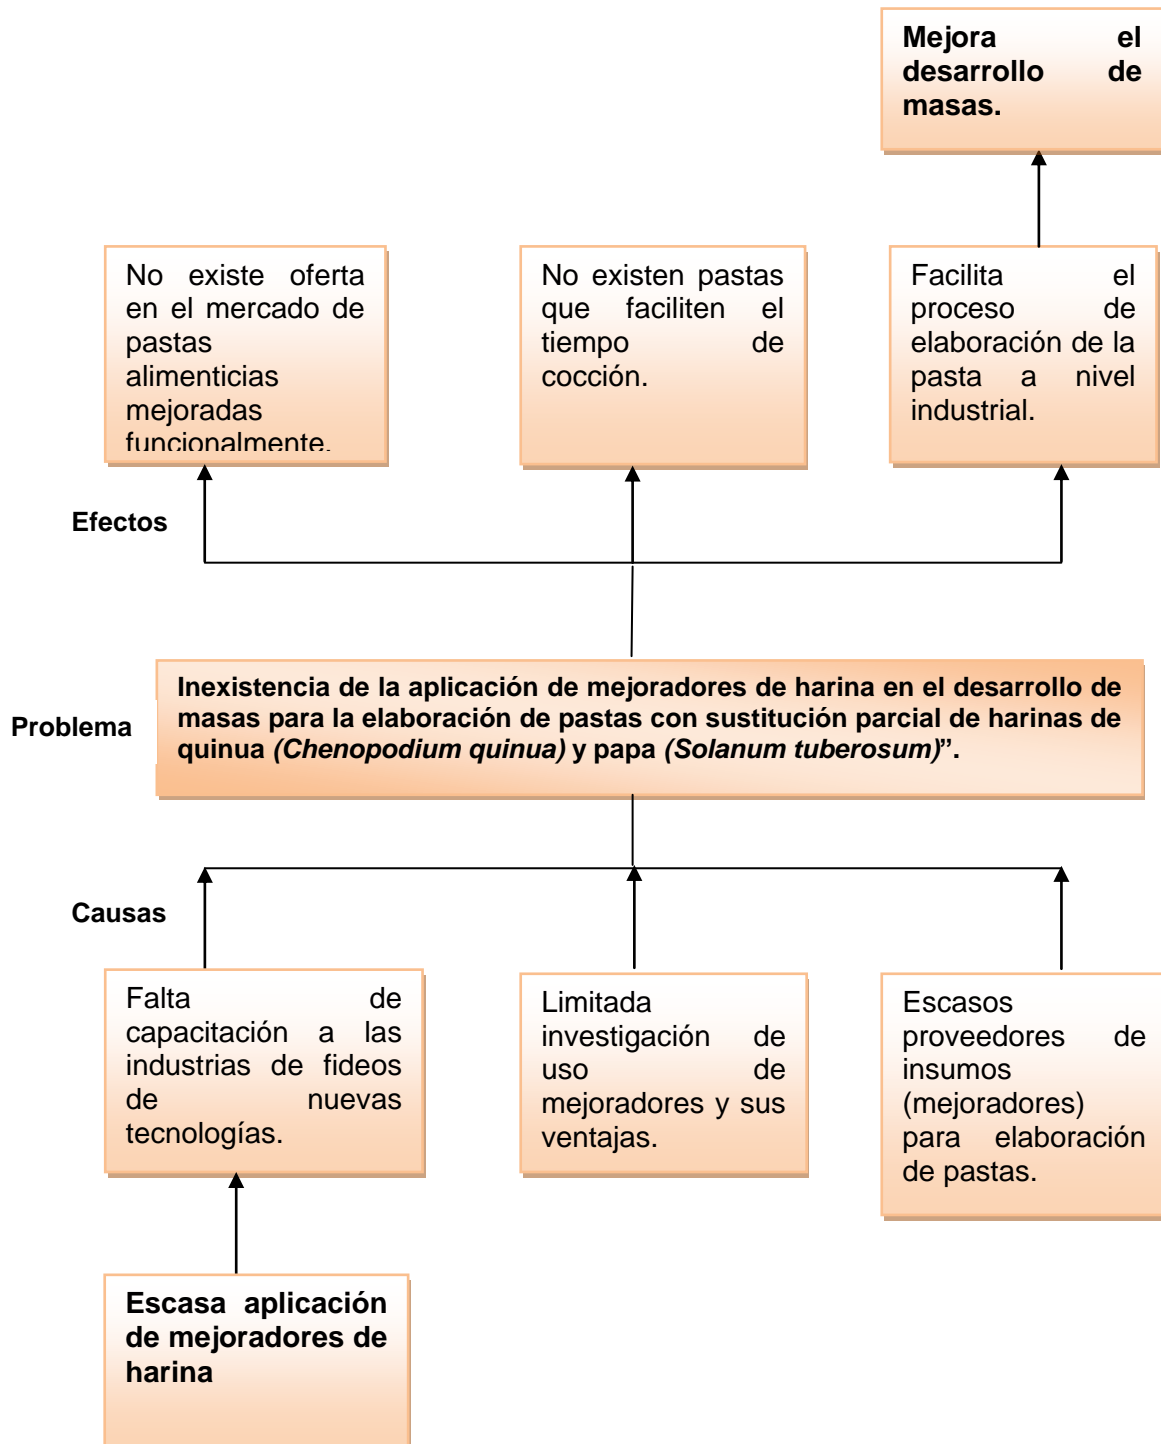 Mejora el
desarrollo de
masas.
No existe oferta
en el mercado de
pastas
alimenticias
mejoradas
funcionalmente.
No existen pastas
que faciliten el
tiempo de
cocción.
Facilita el
proceso de
elaboración de la
pasta a nivel
industrial.
Efectos
Problema
Inexistencia de la aplicación de mejoradores de harina en el desarrollo de
masas para la elaboración de pastas con sustitución parcial de harinas de
quinua (Chenopodium quinua) y papa (Solanum tuberosum)”.
Causas
Falta de
capacitación a las
industrias de fideos
de nuevas
tecnologías.
Limitada
investigación de
uso de
mejoradores y sus
ventajas.
Escasos
proveedores de
insumos
(mejoradores)
para elaboración
de pastas.
Escasa aplicación
de mejoradores de
harina